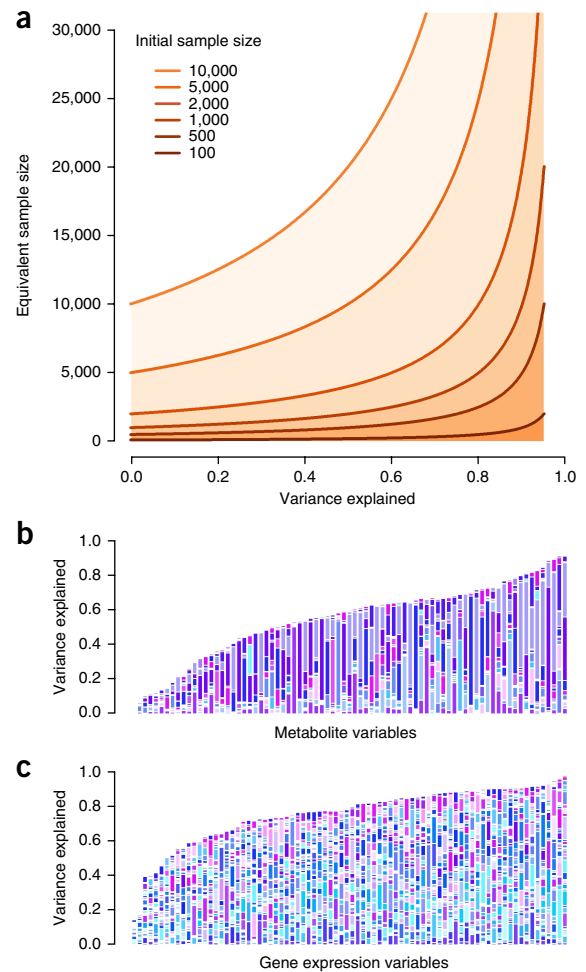 a
Initial sample size
10,000
5,000
2,000
1,000
500
100
Equivalent sample size
30,000
25,000
20,000
15,000
10,000
5,000
0
0.0 0.2 0.4 0.6 0.8 1.0
Variance explained
b
Variance explained
1.0
0.8
0.6
0.4
0.2
0.0
Metabolite variables
c
Variance explained
1.0
0.8
0.6
0.4
0.2
0.0
Gene expression variables